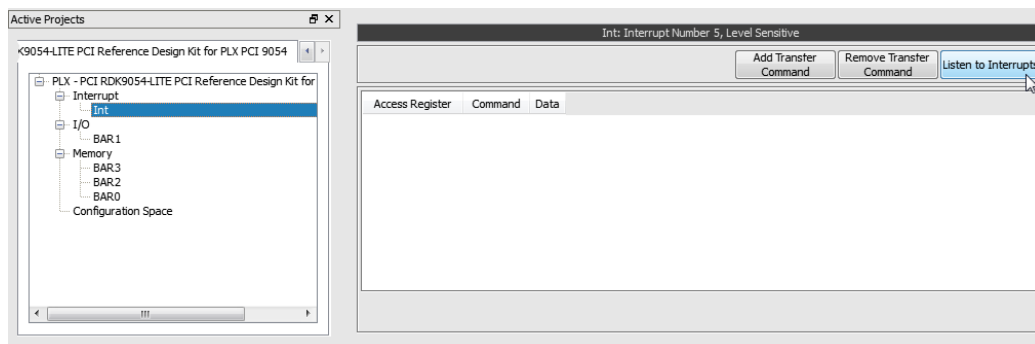 Active Projects
K9054-LITE PCI Reference Design Kit for PLX PCI 9054
PLX - PCI RDK9054-LITE PCI Reference Design Kit for
Interrupt
Int
I/O
BAR1
Memory
BAR3
BAR2
BAR0
Configuration Space
Int: Interrupt Number 5, Level Sensitive
Add Transfer
Command
Remove Transfer
Command
Listen to Interrupts
Access Register Command Data